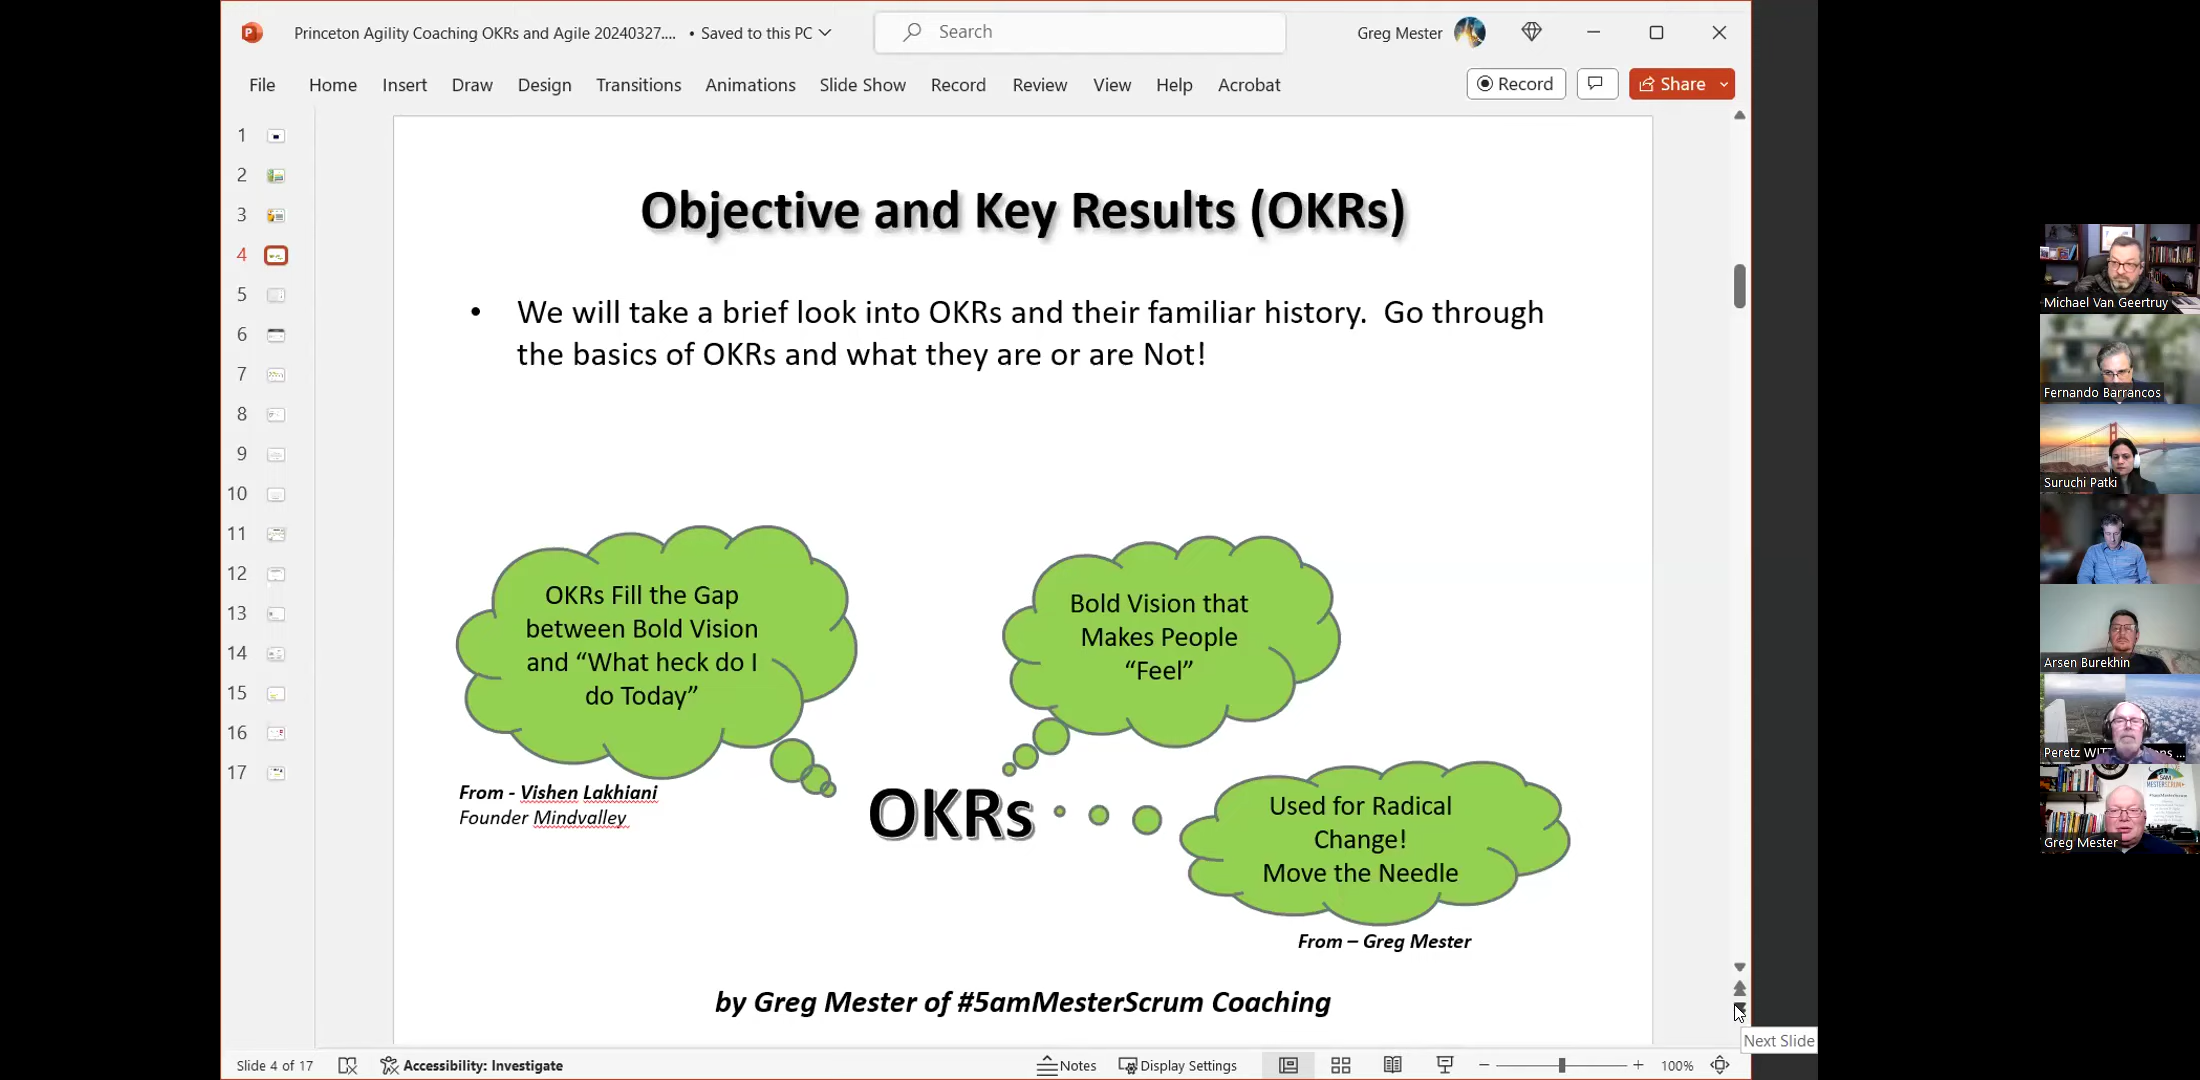 Princeton Agility Coaching OKRs and Agile 20240327.... • Saved to this PC
Search
Greg Mester
File Home Insert Draw Design Transitions Animations Slide Show Record Review View Help Acrobat
Record
Share
1
2
3
4
5
6
7
8
9
10
11
12
13
14
15
16
17
Objective and Key Results (OKRs)
• We will take a brief look into OKRs and their familiar history. Go through
the basics of OKRs and what they are or are Not!
OKRs Fill the Gap
between Bold Vision
and “What heck do I
do Today”
From - Vishen Lakhiani
Founder Mindvalley
Bold Vision that
Makes People
“Feel”
OKRs
Used for Radical
Change!
Move the Needle
From – Greg Mester
by Greg Mester of #5amMesterScrum Coaching
Next Slide
Slide 4 of 17
Accessibility: Investigate
Notes
Display Settings
100%
Michael Van Geertruy
Fernando Barrancos
Suruchi Patki
Arsen Burekhin
Peretz
5AM
MESTERSCRUM
Greg Mester